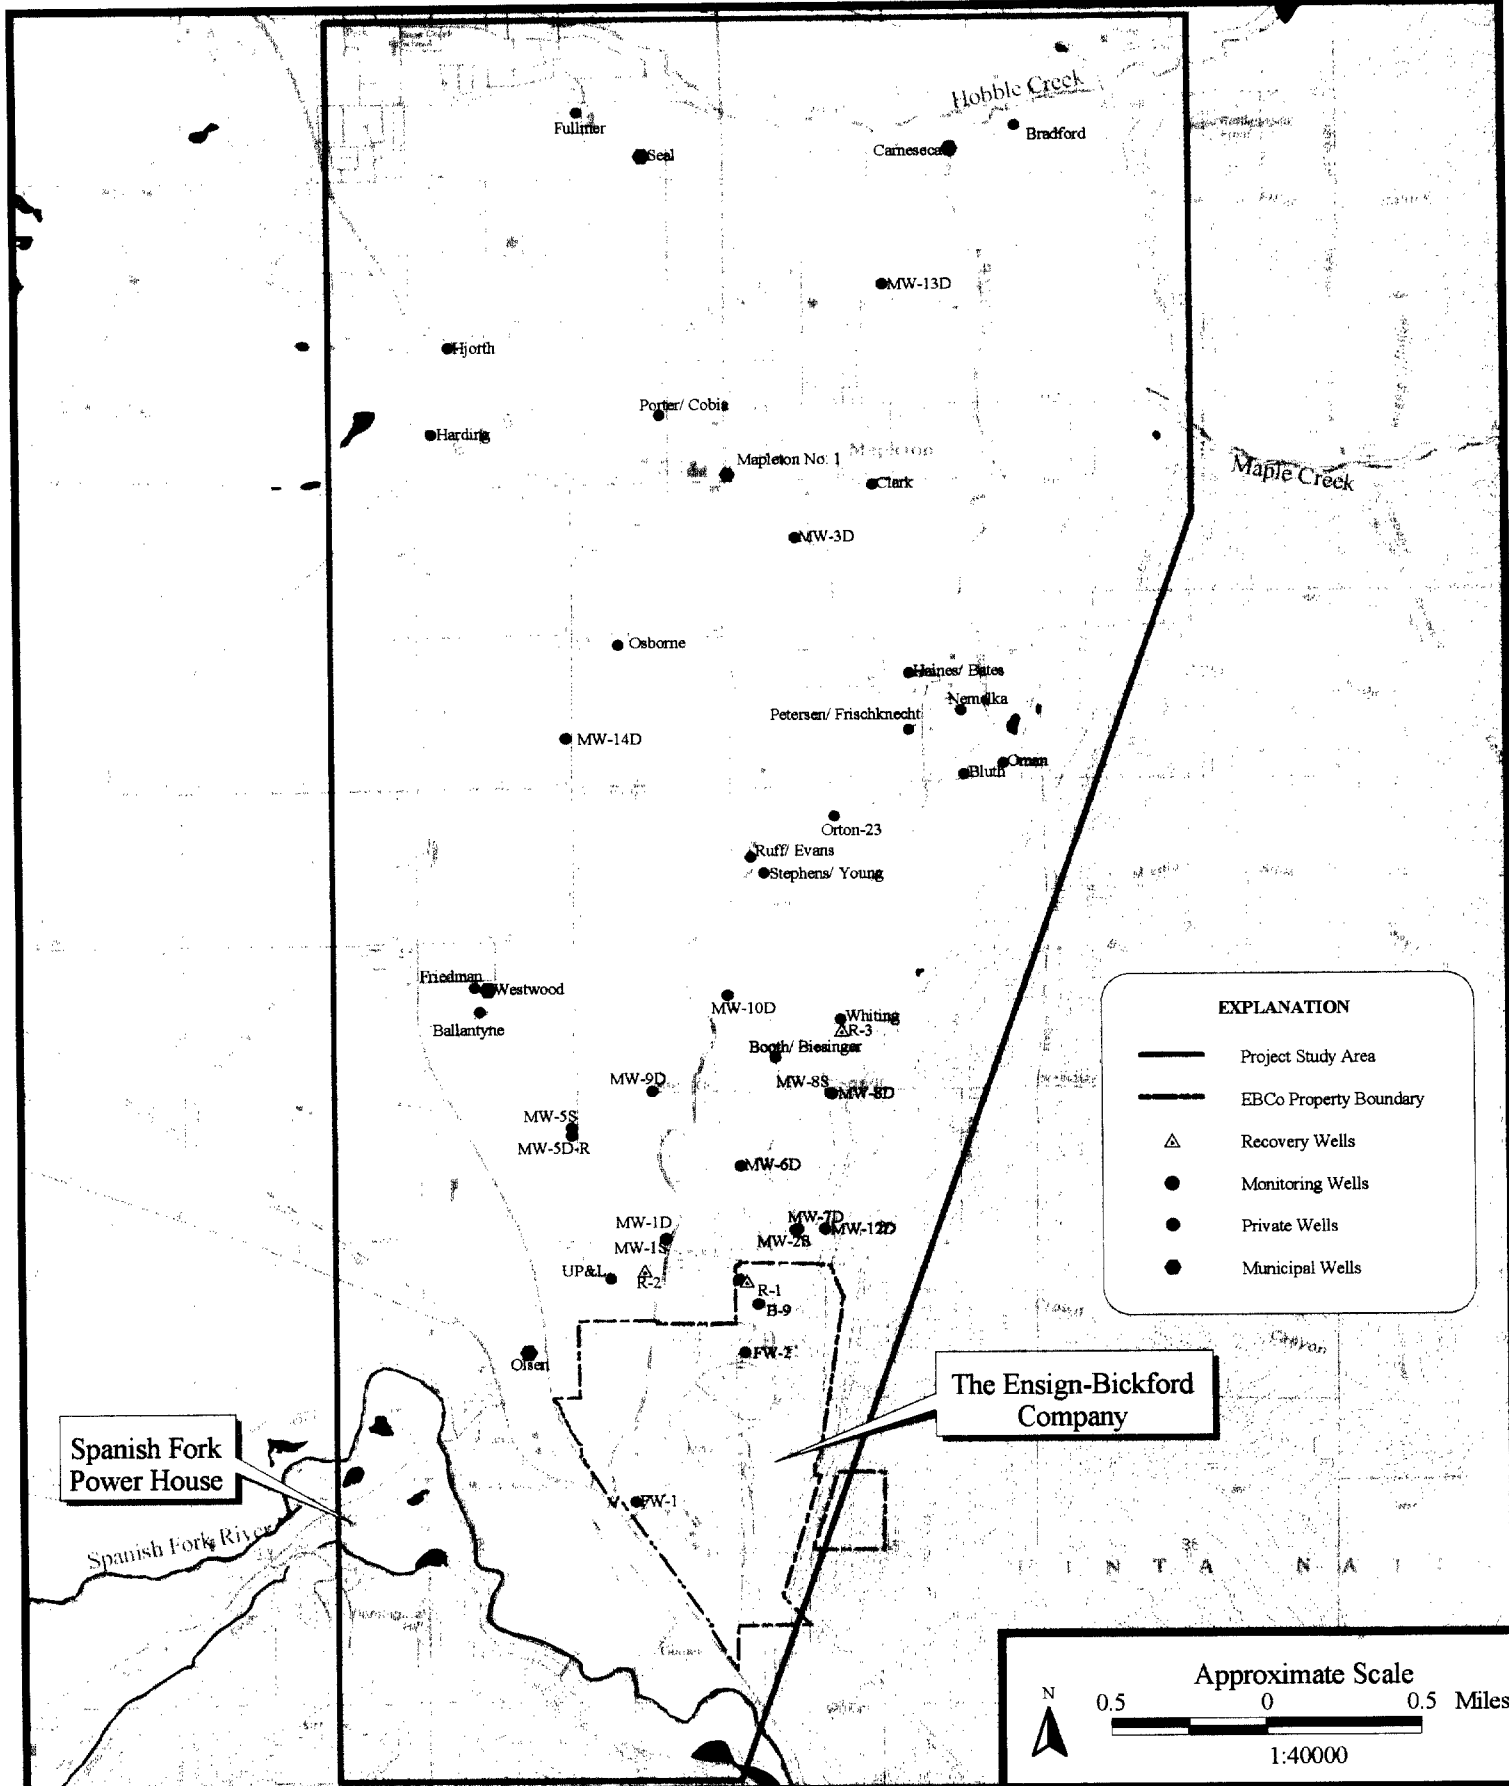 Hobble Creek
Fullmer
Bradford
Seal
Carneseca
MW-13D
Hjorth
Porter/ Cobia
Harding
Mapleton No. 1
Mapleton
Clark
Maple Creek
MW-3D
Osborne
Haines/ Bates
Nemelka
Petersen/ Frischknecht
MW-14D
Oman
Bluth
Orton-23
Ruff/ Evans
Stephens/ Young
Friedman
Westwood
MW-10D
Ballantyne
Whiting
R-3
Booth/ Biesinger
MW-9D
MW-8S
MW-8D
MW-5S
MW-5D-R
MW-6D
MW-1D
MW-7D
MW-12D
MW-1S
MW-2S
UP&L
R-2
R-1
B-9
Olsen
FW-2
EXPLANATION
Project Study Area
EBCo Property Boundary
Recovery Wells
Monitoring Wells
Private Wells
Municipal Wells
Canyon
The Ensign-Bickford
Company
Spanish Fork
Power House
FW-1
Spanish Fork River
36
I N T A N A
Approximate Scale
N
0.5 0 0.5 Miles
1:40000